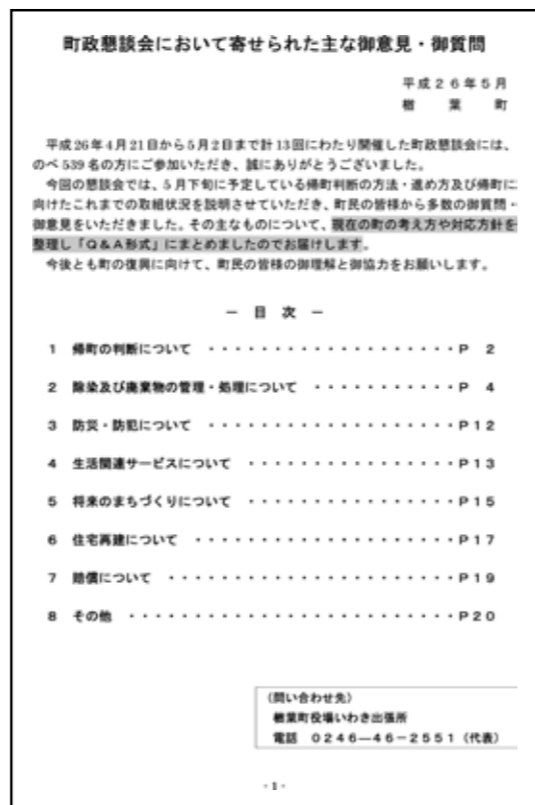 町政懇談会において寄せられた主な御意見・御質問
平成２６年５月
楢葉町
平成26年4月21日から5月2日まで計13回にわたり開催した町政懇談会には、
のべ539名の方にご参加いただき、誠にありがとうございました。
今回の懇談会では、5月下旬に予定している帰町判断の方法・進め方及び帰町に
向けたこれまでの取組状況を説明させていただき、町民の皆様から多数の御質問・
御意見をいただきました。その主なものについて、現在の町の考え方や対応方針を
整理し「Q＆A形式」にまとめましたのでお届けします。
今後とも町の復興に向けて、町民の皆様の御理解と御協力をお願いします。
－ 目 次 －
１ 帰町の判断について ・・・・・・・・・・・・・・・・・・・Ｐ ２
２ 除染及び廃棄物の管理・処理について ・・・・・・・・・・・Ｐ ４
３ 防災・防犯について ・・・・・・・・・・・・・・・・・・・Ｐ１２
４ 生活関連サービスについて ・・・・・・・・・・・・・・・・Ｐ１３
５ 将来のまちづくりについて ・・・・・・・・・・・・・・・・Ｐ１５
６ 住宅再建について ・・・・・・・・・・・・・・・・・・・・Ｐ１７
７ 賠償について ・・・・・・・・・・・・・・・・・・・・・・Ｐ１９
８ その他 ・・・・・・・・・・・・・・・・・・・・・・・・・Ｐ２０
（問い合わせ先）
楢葉町役場いわき出張所
電話 ０２４６―４６－２５５１（代表）
- 1 -